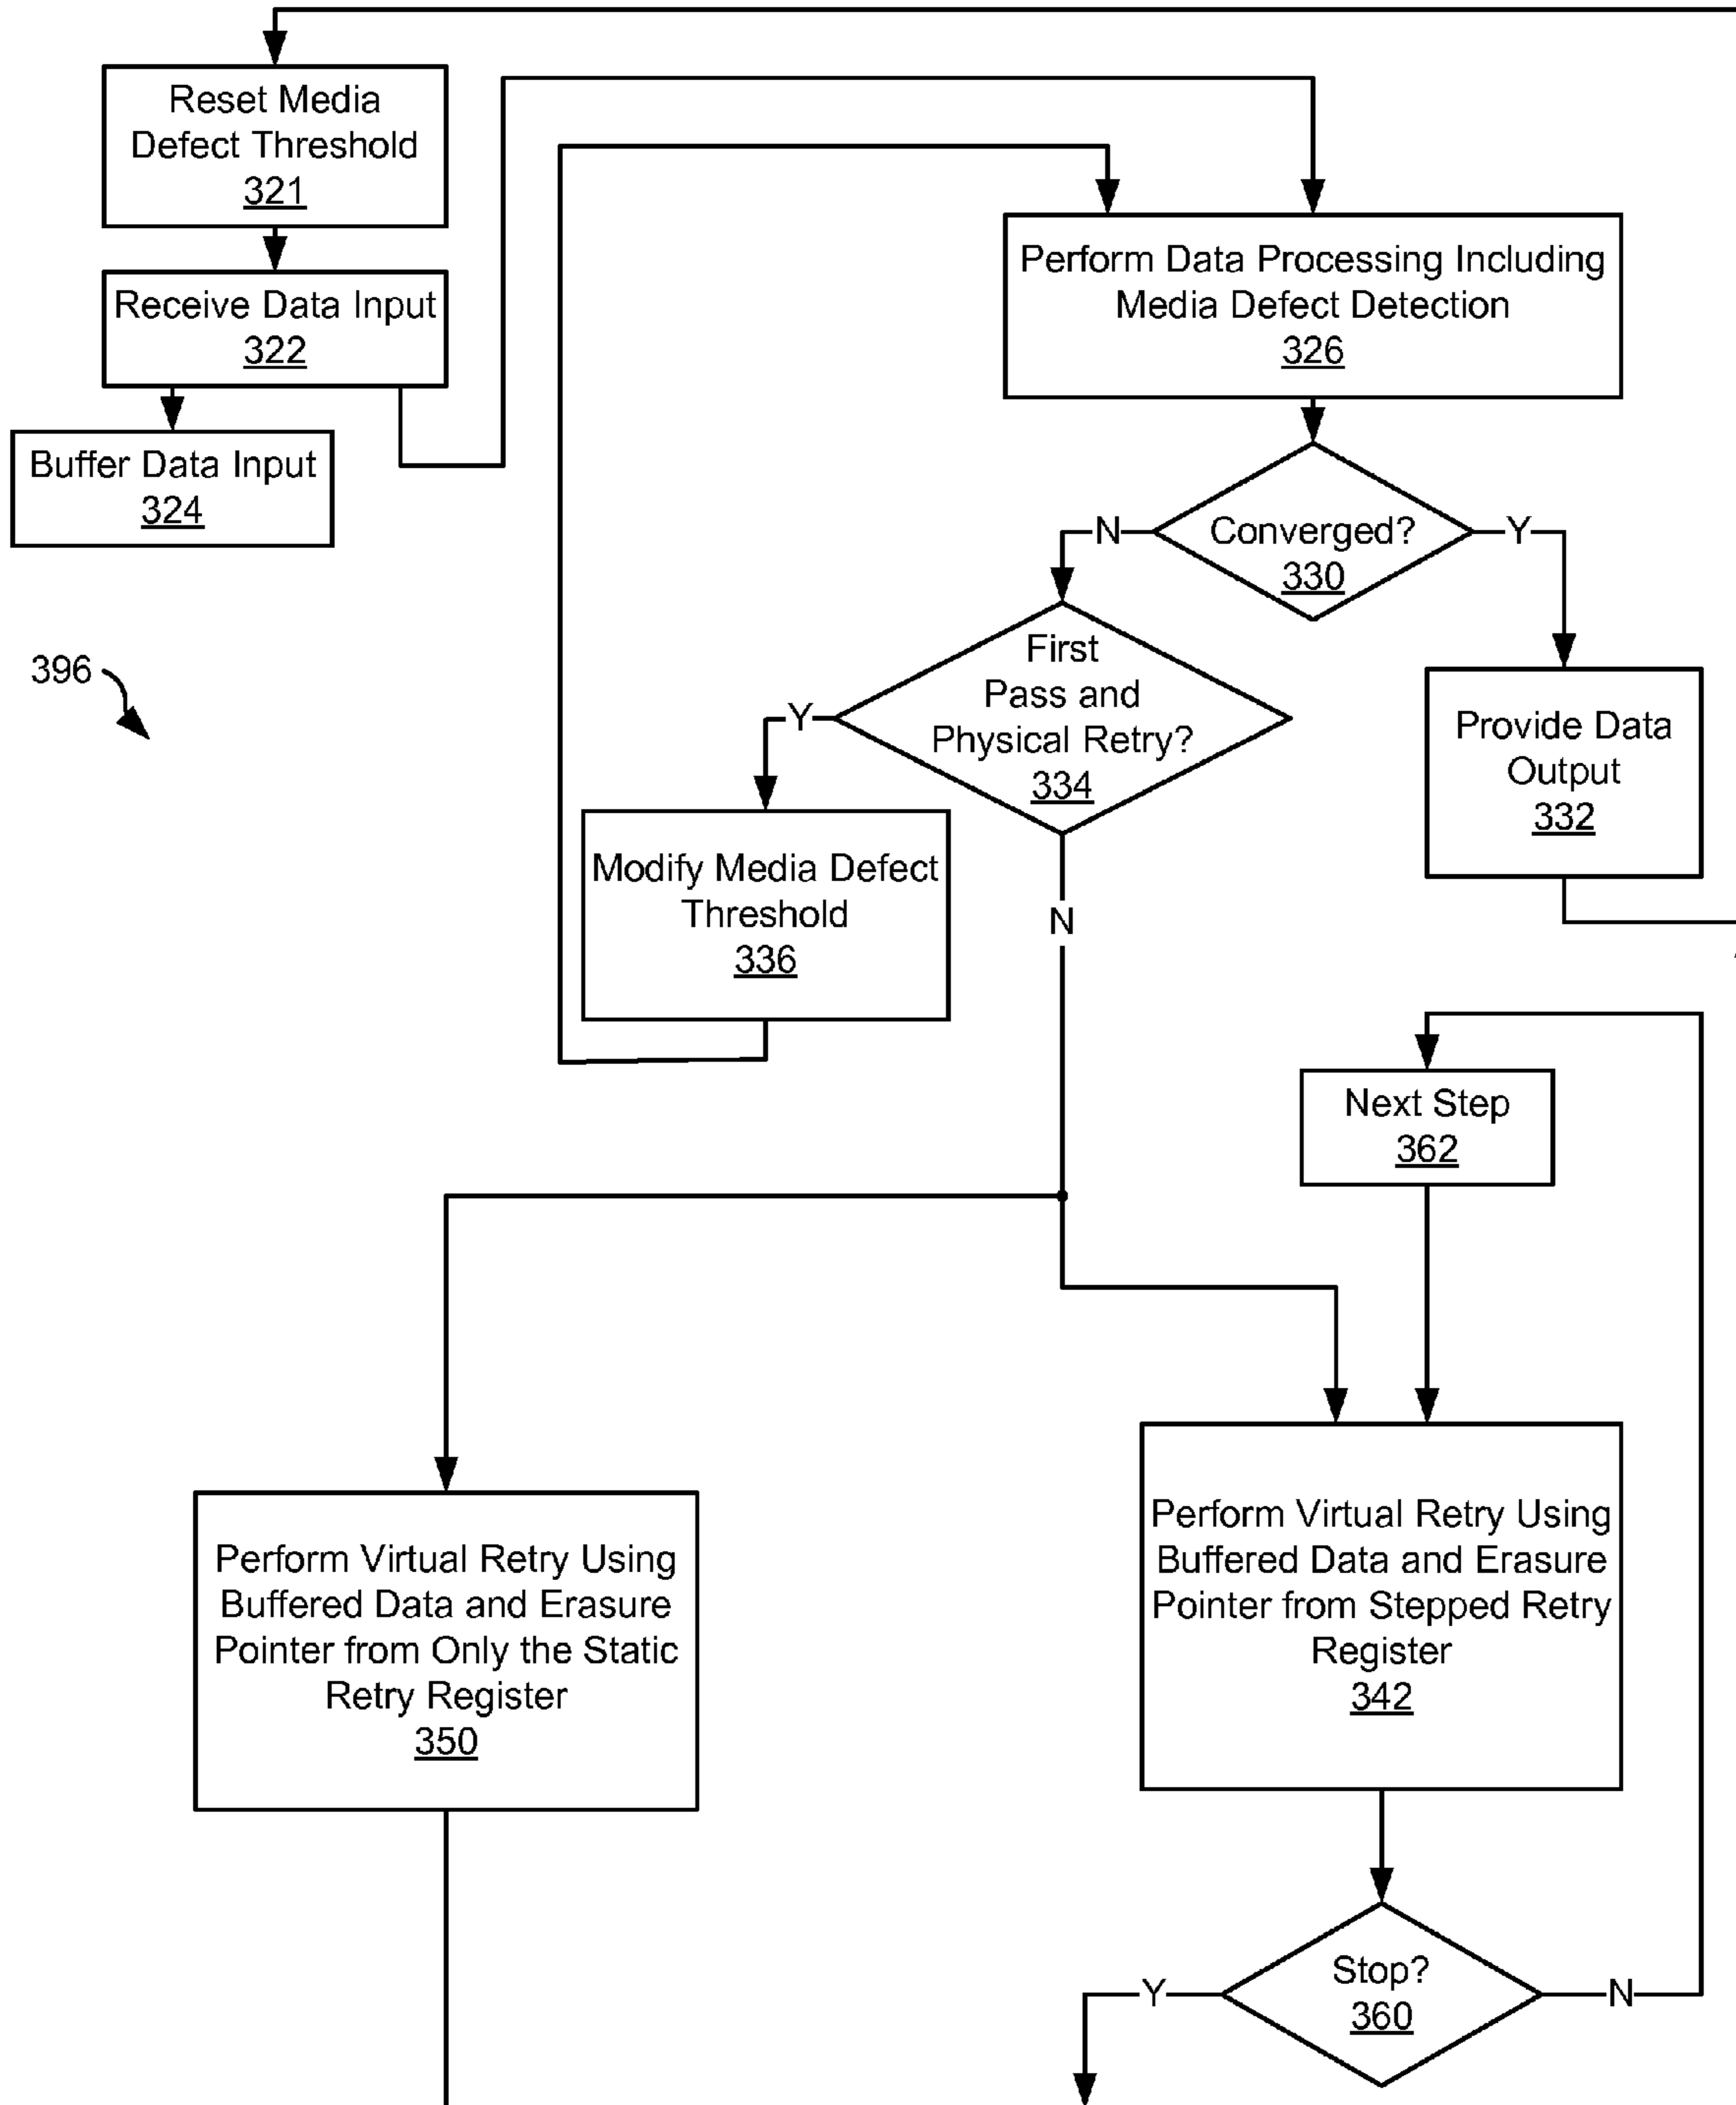 Reset Media
Defect Threshold
321
Receive Data Input
322
Buffer Data Input
324
Perform Data Processing Including
Media Defect Detection
326
Converged?
330
N
Y
396
First
Pass and
Physical Retry?
334
Y
N
Provide Data
Output
332
Modify Media Defect
Threshold
336
Next Step
362
Perform Virtual Retry Using
Buffered Data and Erasure
Pointer from Only the Static
Retry Register
350
Perform Virtual Retry Using
Buffered Data and Erasure
Pointer from Stepped Retry
Register
342
Stop?
360
Y
N